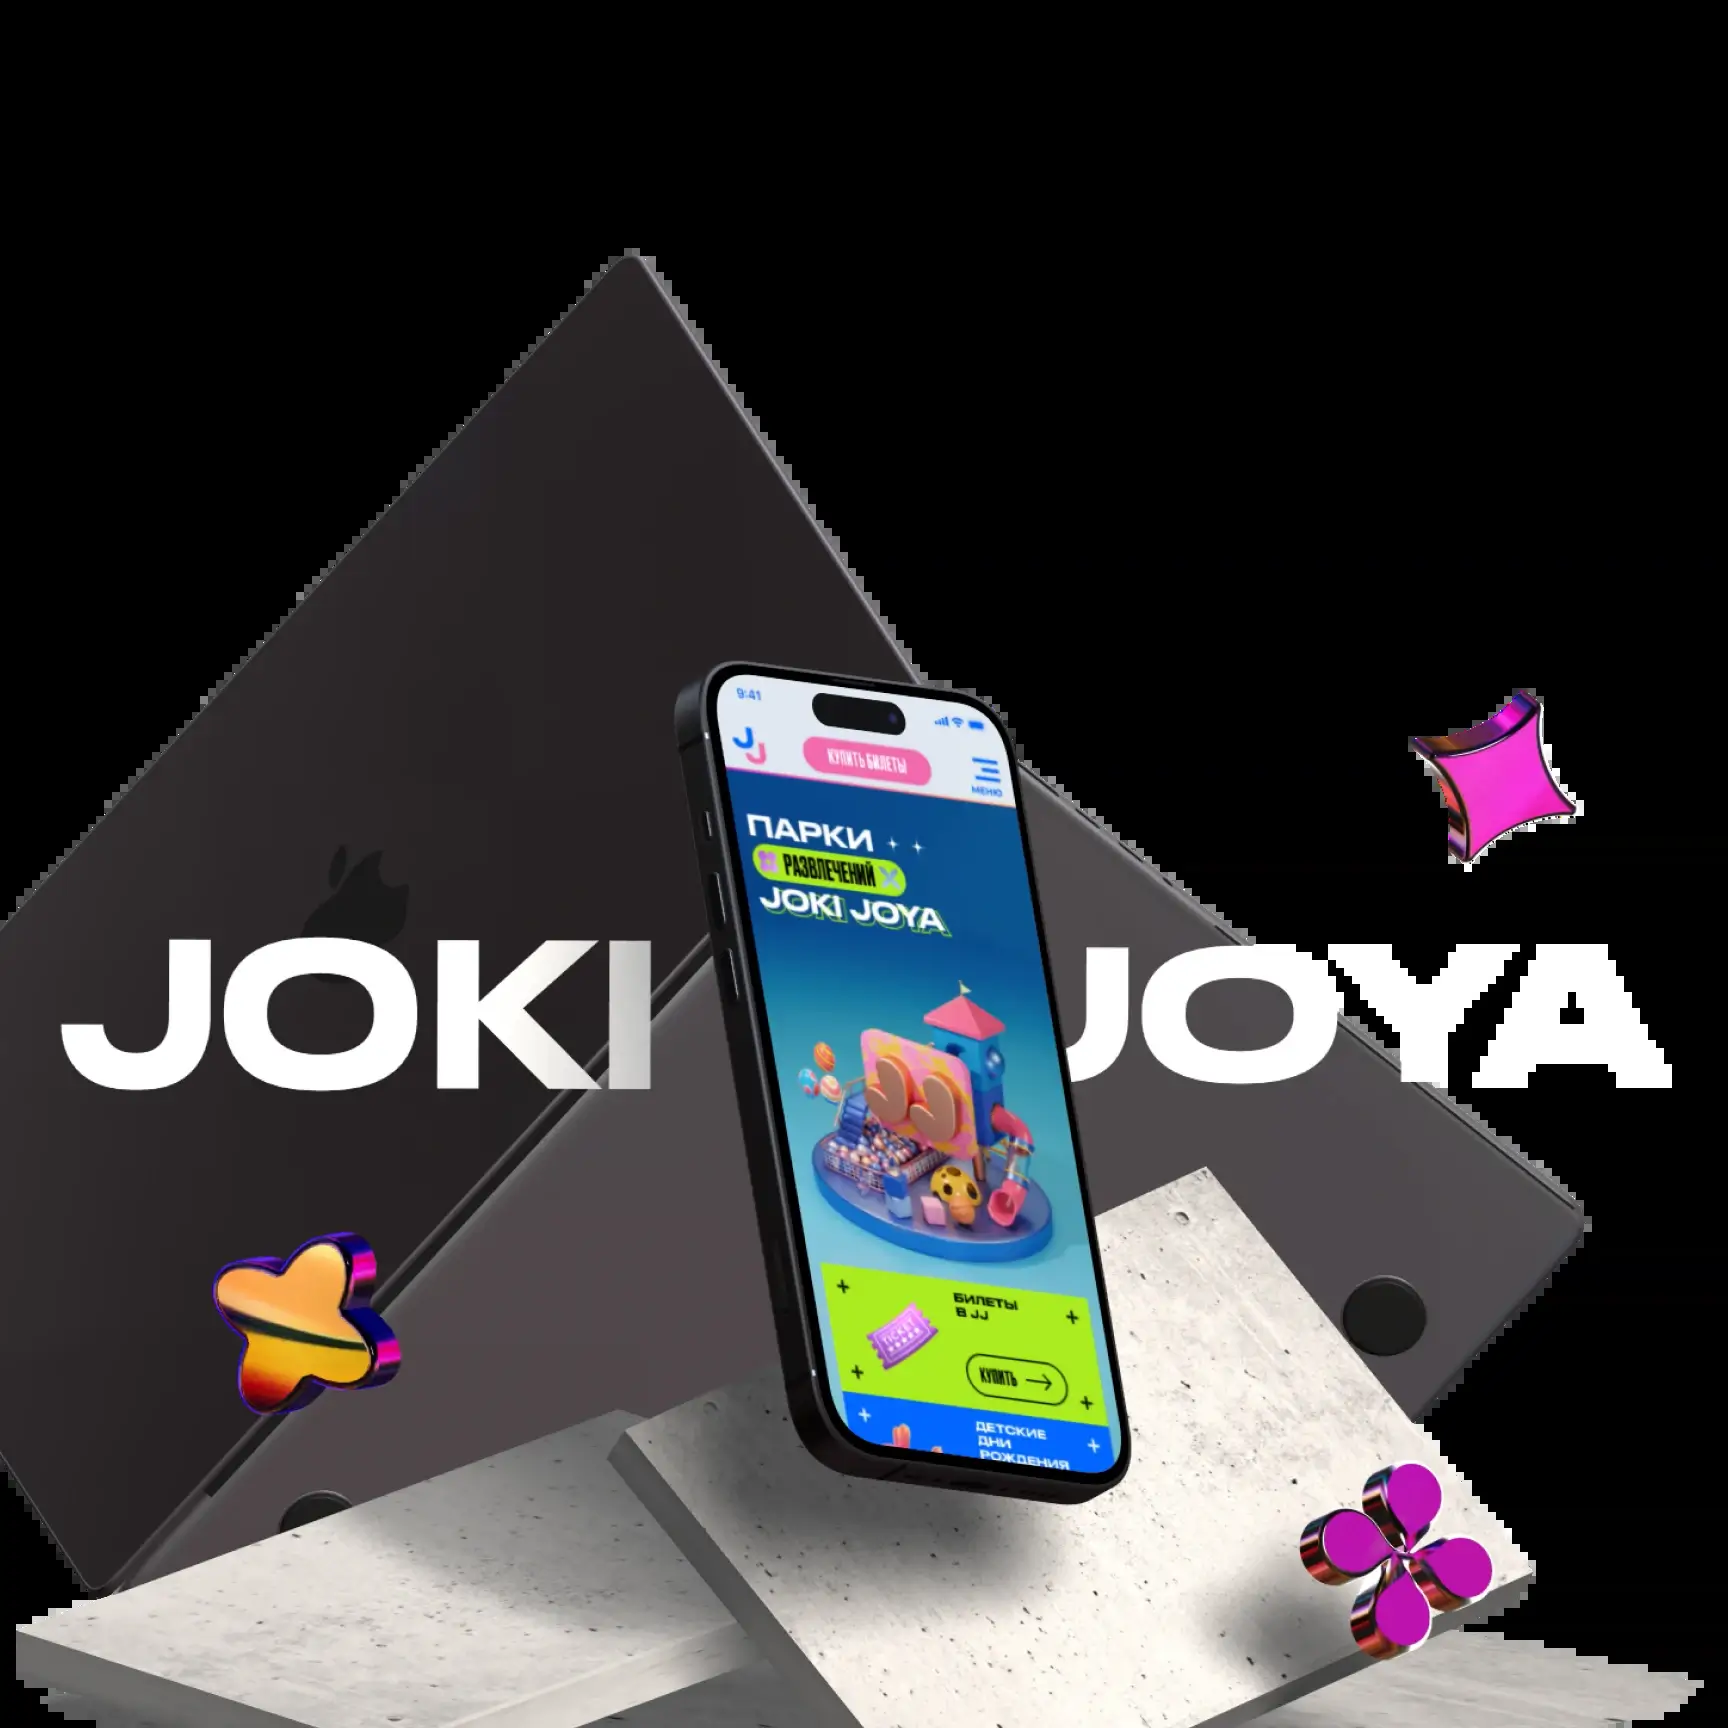 9:41
JJ
КУПИТЬ БИЛЕТЫ
МЕНЮ
ПАРКИ
РАЗВЛЕЧЕНИЙ
JOKI JOYA
JOKI JOYA
JJ
БИЛЕТЫ
В JJ
TICKET
КУПИТЬ
ДЕТСКИЕ
ДНИ
РОЖДЕНИЯ